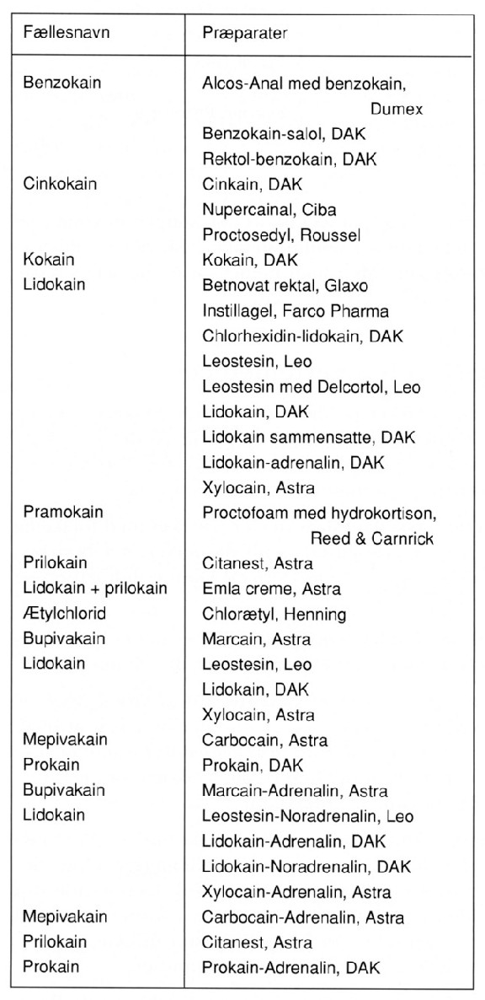 Fællesnavn Præparater
Benzokain Alcos-Anal med benzokain,
Dumex
Benzokain-salol, DAK
Rektol-benzokain, DAK
Cinkokain Cinkain, DAK
Nupercainal, Ciba
Proctosedyl, Roussel
Kokain Kokain, DAK
Lidokain Betnovat rektal, Glaxo
Instillagel, Farco Pharma
Chlorhexidin-lidokain, DAK
Leostesin, Leo
Leostesin med Delcortol, Leo
Lidokain, DAK
Lidokain sammensatte, DAK
Lidokain-adrenalin, DAK
Xylocain, Astra
Pramokain Proctofoam med hydrokortison,
Reed & Carnrick
Prilokain Citanest, Astra
Lidokain + prilokain Emla creme, Astra
Ætylchlorid Chlorætyl, Henning
Bupivakain Marcain, Astra
Lidokain Leostesin, Leo
Lidokain, DAK
Xylocain, Astra
Mepivakain Carbocain, Astra
Prokain Prokain, DAK
Bupivakain Marcain-Adrenalin, Astra
Lidokain Leostesin-Noradrenalin, Leo
Lidokain-Adrenalin, DAK
Lidokain-Noradrenalin, DAK
Xylocain-Adrenalin, Astra
Mepivakain Carbocain-Adrenalin, Astra
Prilokain Citanest, Astra
Prokain Prokain-Adrenalin, DAK